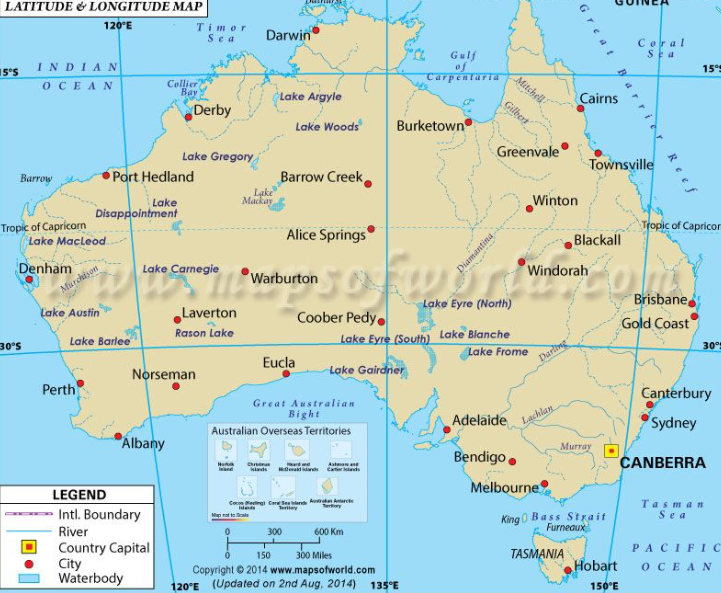 LATITUDE & LONGITUDE MAP
GUINEA
120°E
Timor
Sea
Darwin
Great Barrier Reef
Coral
Sea
INDIAN
OCEAN
Gulf
of
Carpentaria
15°S
15°S
Collier
Bay
Derby
Lake Argyle
Lake Woods
Burketown
Mitchell
Gilbert
Cairns
Greenvale
Townsville
Lake Gregory
Barrow
Port Hedland
Barrow Creek
Lake
Mackay
Winton
Lake
Disappointment
Tropic of Capricorn
Tropic of Capricor
Alice Springs
Lake MacLeod
Blackall
Diamantina
Denham
Murchison
Lake Carnegie
Warburton
Windorah
www.mapsofworld.com
Lake Austin
Laverton
Rason Lake
Coober Pedy
Lake Eyre (North)
Brisbane
Gold Coast
Lake Barlee
Lake Eyre (South)
Lake Blanche
Lake Frome
30°S
30°S
Darling
Eucla
Lake Gairdner
Norseman
Perth
Canterbury
Great Australian
Bight
Lachlan
Sydney
Adelaide
Albany
Murray
Bendigo
CANBERRA
Melbourne
Australian Overseas Territories
Norfolk
Island
Christmas
Islands
Heard and
McDonald Islands
Ashmore and
Cartier Islands
Cocos (Keeling)
Islands
Coral Sea Islands
Territory
Australian Antarctic
Territory
Map not to Scale
LEGEND
Intl. Boundary
River
Country Capital
City
Waterbody
0 300 600 Km
0 150 300 Miles
King
Bass Strait
Furneaux
Tasman
Sea
TASMANIA
Hobart
PACIFIC
OCEAN
Copyright © 2014 www.mapsofworld.com
(Updated on 2nd Aug, 2014)
120°E
135°E
150°E